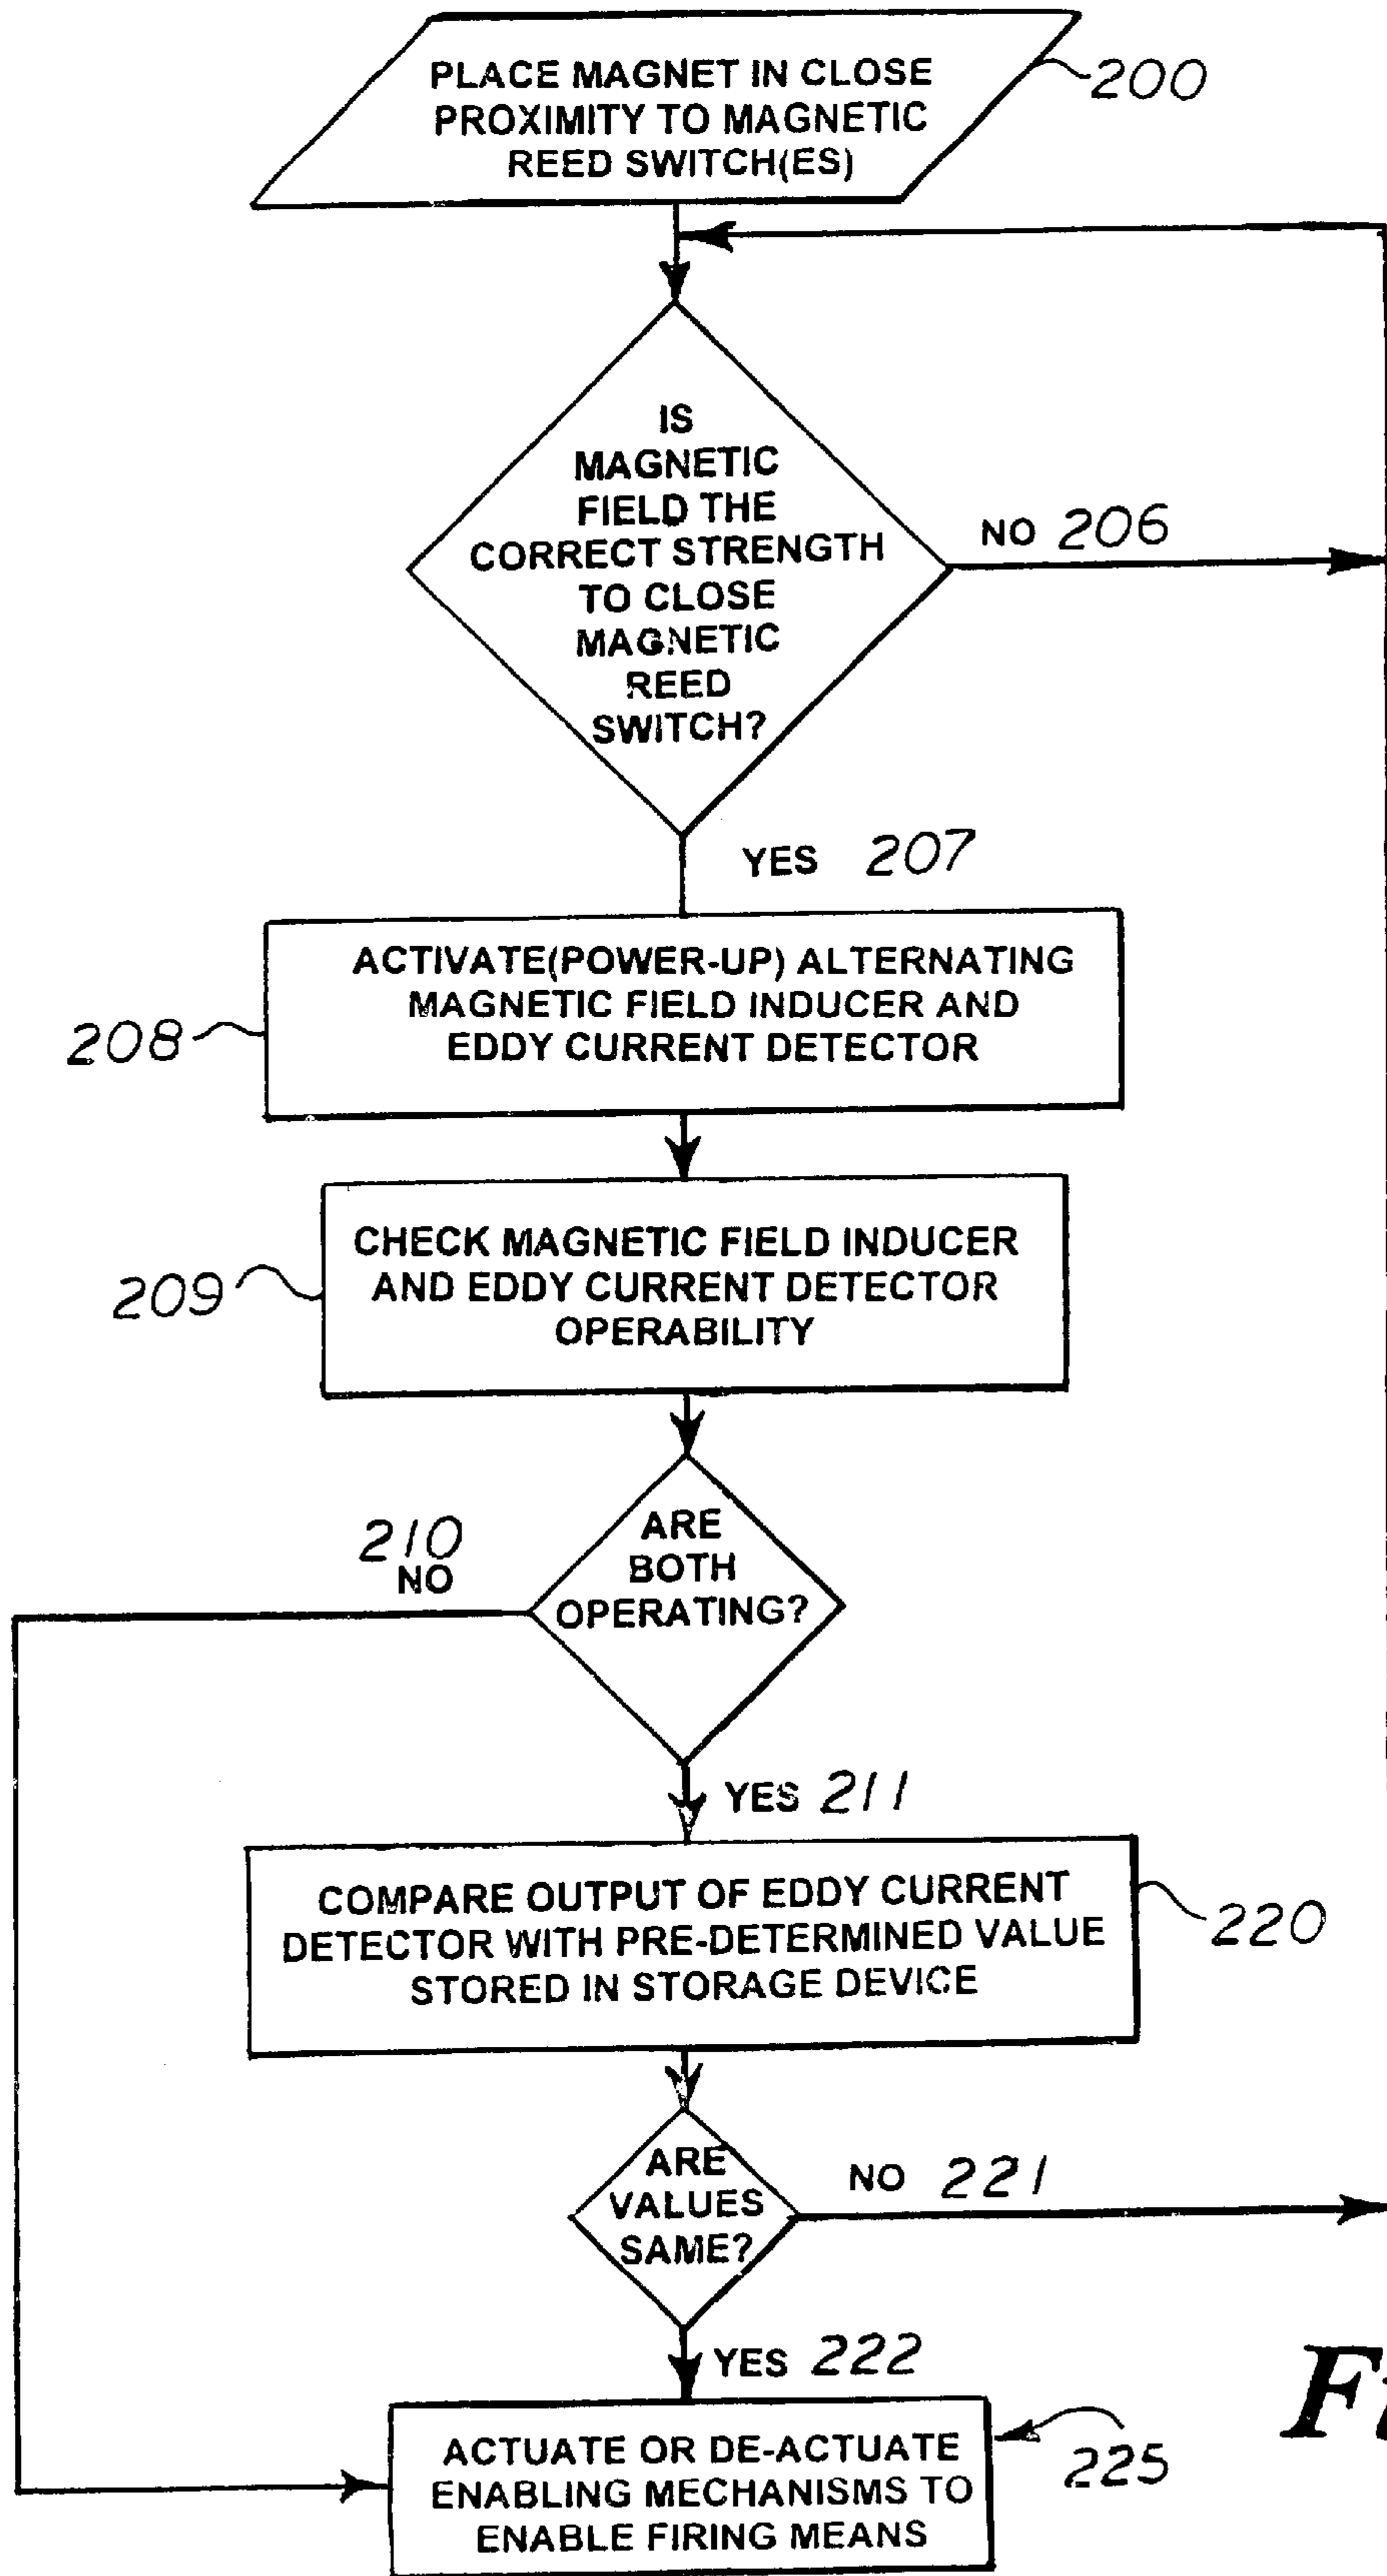 PLACE MAGNET IN CLOSE
PROXIMITY TO MAGNETIC
REED SWITCH(ES)
200
IS
MAGNETIC
FIELD THE
CORRECT STRENGTH
TO CLOSE
MAGNETIC
REED
SWITCH?
NO 206
YES 207
ACTIVATE(POWER-UP) ALTERNATING
MAGNETIC FIELD INDUCER AND
EDDY CURRENT DETECTOR
208
CHECK MAGNETIC FIELD INDUCER
AND EDDY CURRENT DETECTOR
OPERABILITY
209
ARE
BOTH
OPERATING?
210
NO
YES 211
COMPARE OUTPUT OF EDDY CURRENT
DETECTOR WITH PRE-DETERMINED VALUE
STORED IN STORAGE DEVICE
220
ARE
VALUES
SAME?
NO 221
YES 222
ACTUATE OR DE-ACTUATE
ENABLING MECHANISMS TO
ENABLE FIRING MEANS
225